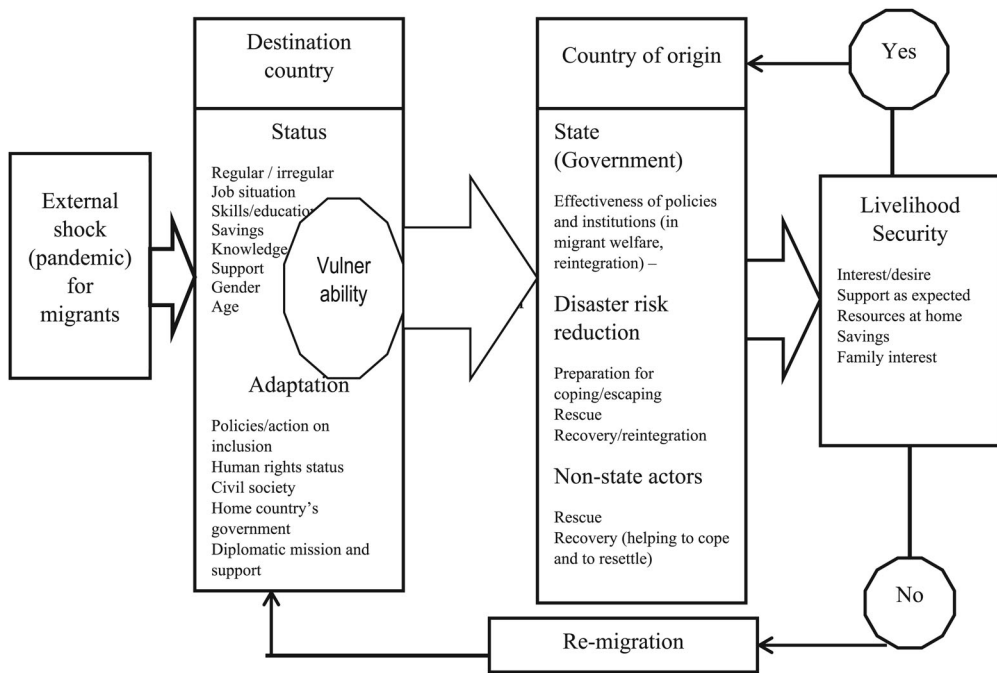 External
shock
(pandemic)
for
migrants
Destination
country
Status
Regular / irregular
Job situation
Skills/education
Savings
Knowledge
Support
Gender
Age
Vulner
ability
Adaptation
Policies/action on
inclusion
Human rights status
Civil society
Home country's
government
Diplomatic mission and
support
Country of origin
State
(Government)
Effectiveness of policies
and institutions (in
migrant welfare,
reintegration) –
Disaster risk
reduction
Preparation for
coping/escaping
Rescue
Recovery/reintegration
Non-state actors
Rescue
Recovery (helping to cope
and to resettle)
Yes
Livelihood
Security
Interest/desire
Support as expected
Resources at home
Savings
Family interest
No
Re-migration